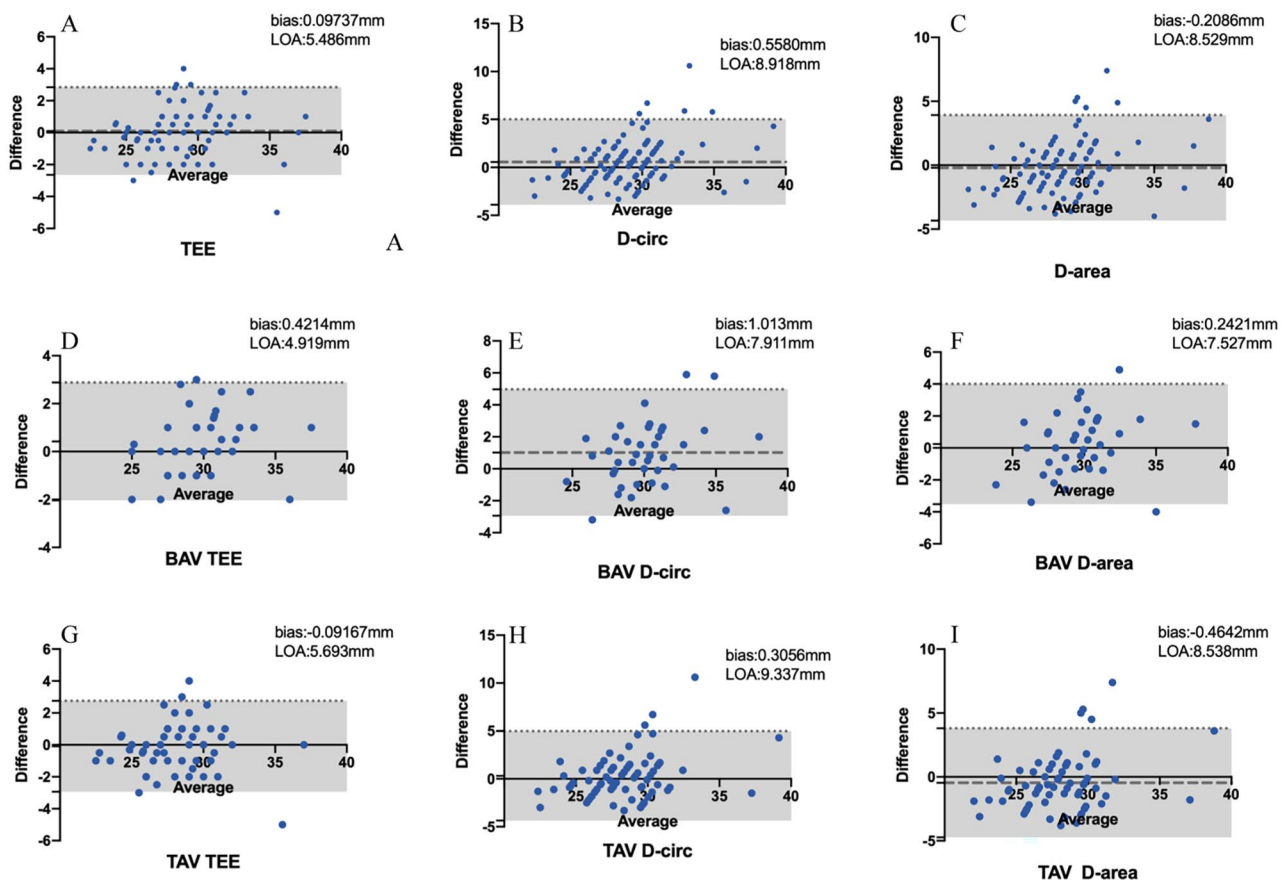 A
bias:0.09737mm
LOA:5.486mm
Difference
6
4
2
0
-2
-4
-6
25
30
35
40
Average
TEE
B
bias:0.5580mm
LOA:8.918mm
Difference
15
10
5
0
-5
25
30
35
40
Average
D-circ
C
bias:-0.2086mm
LOA:8.529mm
Difference
10
5
0
-5
25
30
35
40
Average
D-area
A
D
bias:0.4214mm
LOA:4.919mm
Difference
4
2
0
-2
-4
25
30
35
40
Average
BAV TEE
E
bias:1.013mm
LOA:7.911mm
Difference
8
6
4
2
0
-2
-4
25
30
35
40
Average
BAV D-circ
F
bias:0.2421mm
LOA:7.527mm
Difference
6
4
2
0
-2
-4
-6
25
30
35
40
Average
BAV D-area
G
bias:-0.09167mm
LOA:5.693mm
Difference
6
4
2
0
-2
-4
-6
25
30
35
40
Average
TAV TEE
H
bias:0.3056mm
LOA:9.337mm
Difference
15
10
5
0
-5
25
30
35
40
Average
TAV D-circ
I
bias:-0.4642mm
LOA:8.538mm
Difference
10
5
0
-5
25
30
35
40
Average
TAV D-area